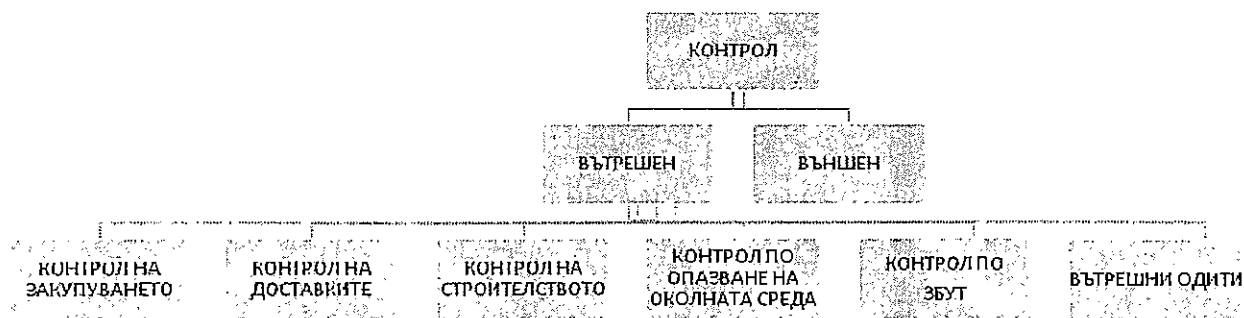 КОНТРОЛ
ВЪТРЕШЕН
ВЪНШЕН
КОНТРОЛ НА
ЗАКУПУВАНЕТО
КОНТРОЛ НА
ДОСТАВКИТЕ
КОНТРОЛ НА
СТРОИТЕЛСТВОТО
КОНТРОЛ ПО
ОПАЗВАНЕ НА
ОКОЛНАТА СРЕДА
КОНТРОЛ ПО
ЗБУТ
ВЪТРЕШНИ ОДИТИ